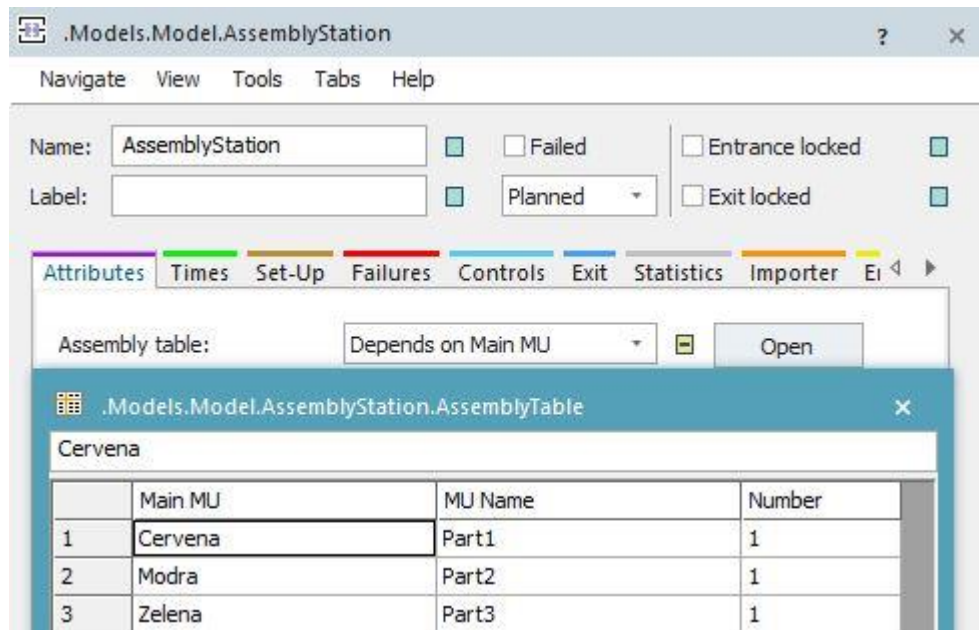 .Models.Model.AssemblyStation ? ×
Navigate View Tools Tabs Help
Name: AssemblyStation Failed Entrance locked
Label: Planned Exit locked
Attributes Times Set-Up Failures Controls Exit Statistics Importer
Assembly table: Depends on Main MU Open
.Models.Model.AssemblyStation.AssemblyTable ×
Cervena
Main MU MU Name Number
1 Cervena Part1 1
2 Modra Part2 1
3 Zelena Part3 1